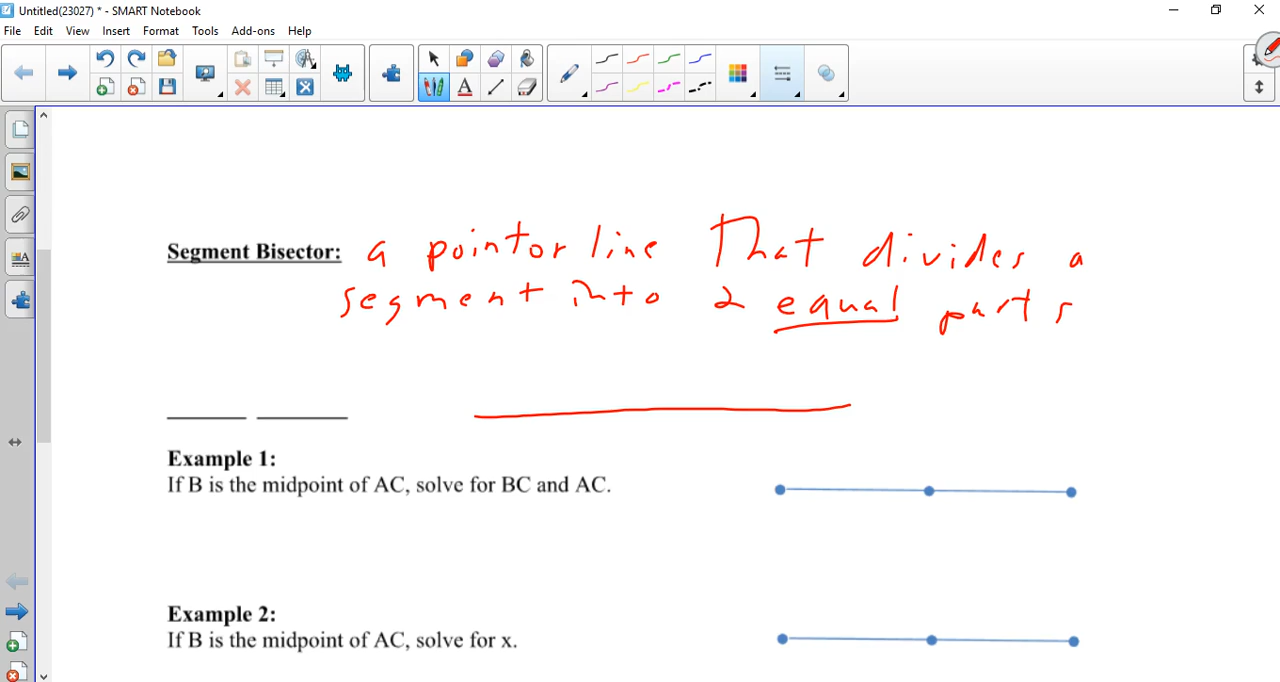 Untitled(23027) * - SMART Notebook
File Edit View Insert Format Tools Add-ons Help
Segment Bisector: a point or line That divides a
segment into 2 equal parts
Example 1:
If B is the midpoint of AC, solve for BC and AC.
Example 2:
If B is the midpoint of AC, solve for x.